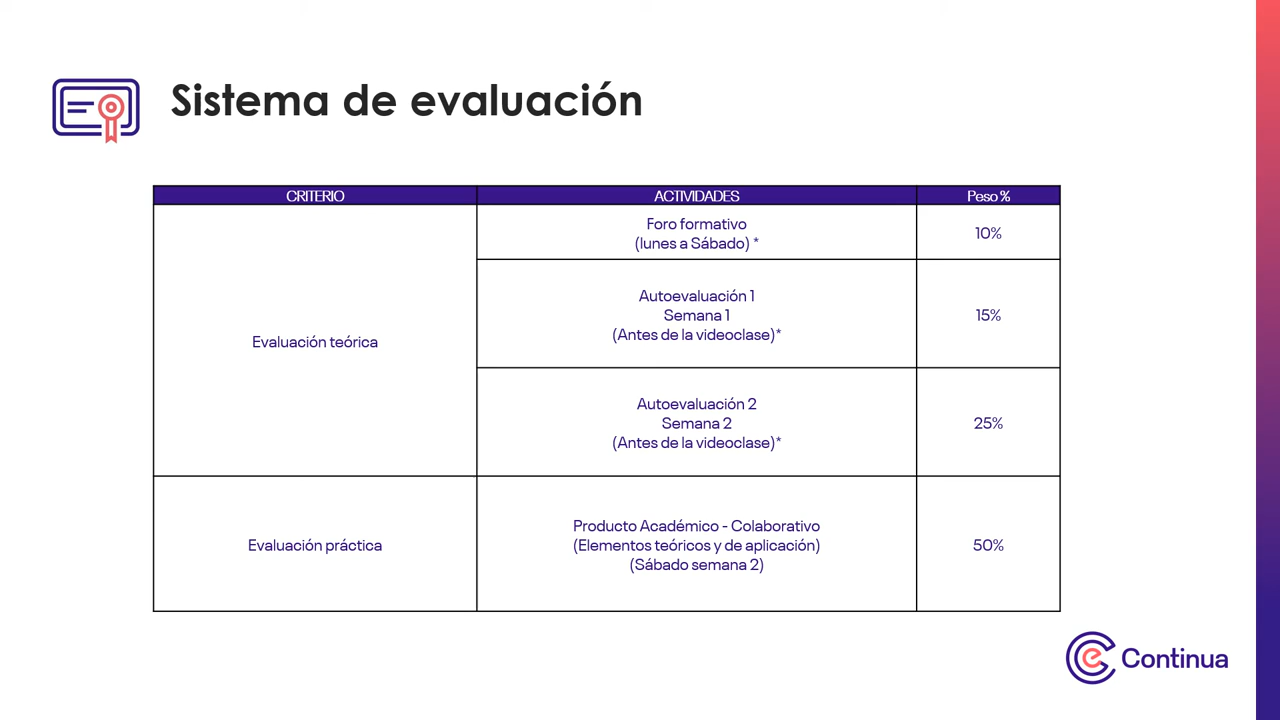 Sistema de evaluación
CRITERIO
ACTIVIDADES
Peso %
Evaluación teórica
Foro formativo
(lunes a Sábado) *
10%
Autoevaluación 1
Semana 1
(Antes de la videoclase)*
15%
Autoevaluación 2
Semana 2
(Antes de la videoclase)*
25%
Evaluación práctica
Producto Académico - Colaborativo
(Elementos teóricos y de aplicación)
(Sábado semana 2)
50%
Continua